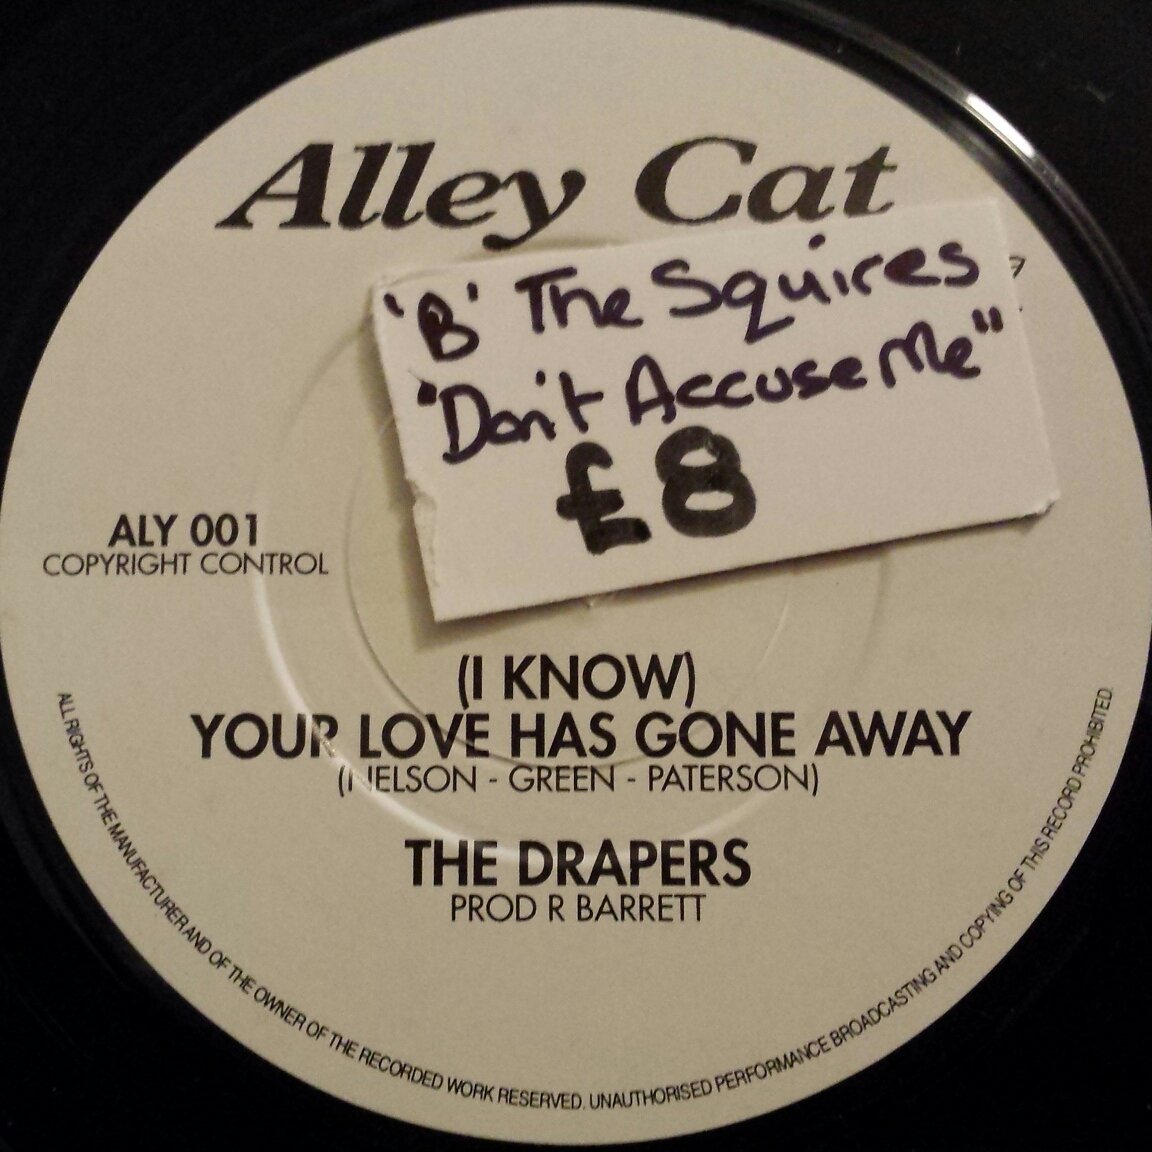 Alley Cat
'B' The Squires
"Don't Accuse Me"
£8
ALY 001
COPYRIGHT CONTROL
(I KNOW)
YOUR LOVE HAS GONE AWAY
(NELSON - GREEN - PATERSON)
THE DRAPERS
PROD R BARRETT
ALL RIGHTS OF THE MANUFACTURER AND OF THE OWNER OF THE RECORDED WORK RESERVED. UNAUTHORISED PERFORMANCE BROADCASTING AND COPYING OF THIS RECORD PROHIBITED.